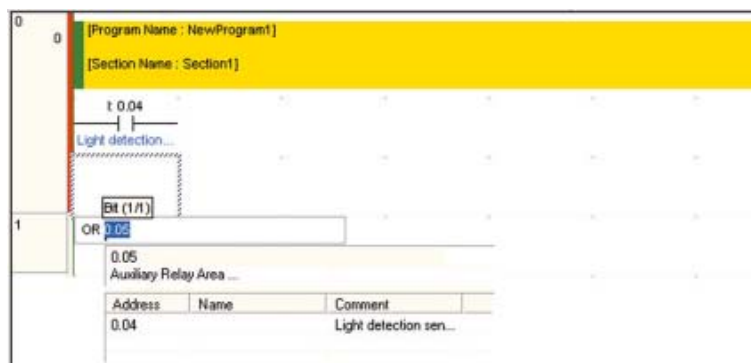 0
0
[Program Name : NewProgram1]
[Section Name : Section1]
I: 0.04
Light detection...
Bit (1/1)
1
OR 0.05
0.05
Auxiliary Relay Area ...
Address Name Comment
0.04 Light detection sen...